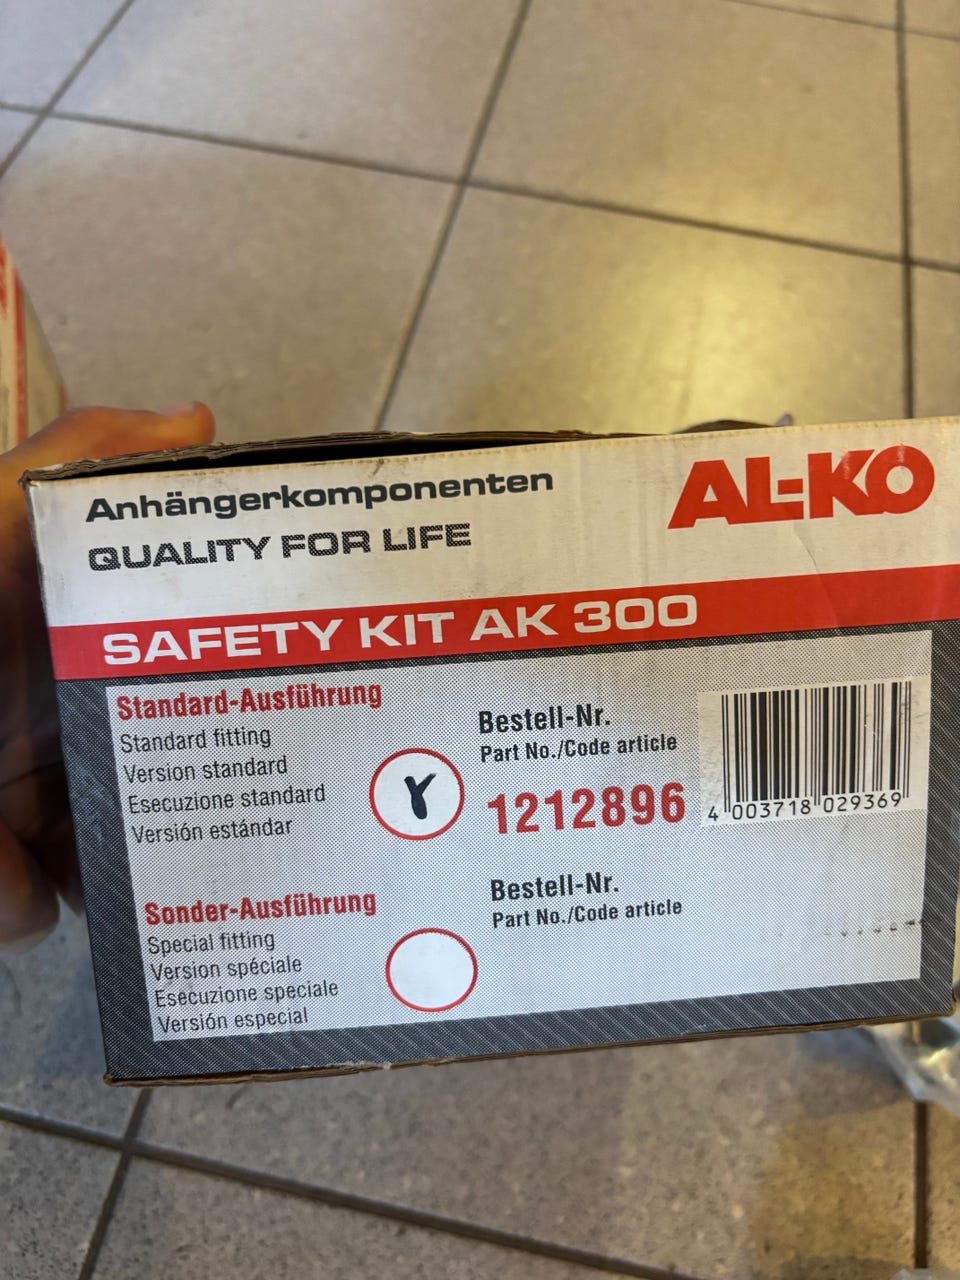 Anhängerkomponenten
QUALITY FOR LIFE
AL-KO
SAFETY KIT AK 300
Standard-Ausführung
Standard fitting
Version standard
Esecuzione standard
Versión estándar
Bestell-Nr.
Part No./Code article
1212896
4 003718 029369
Sonder-Ausführung
Special fitting
Version spéciale
Esecuzione speciale
Versión especial
Bestell-Nr.
Part No./Code article